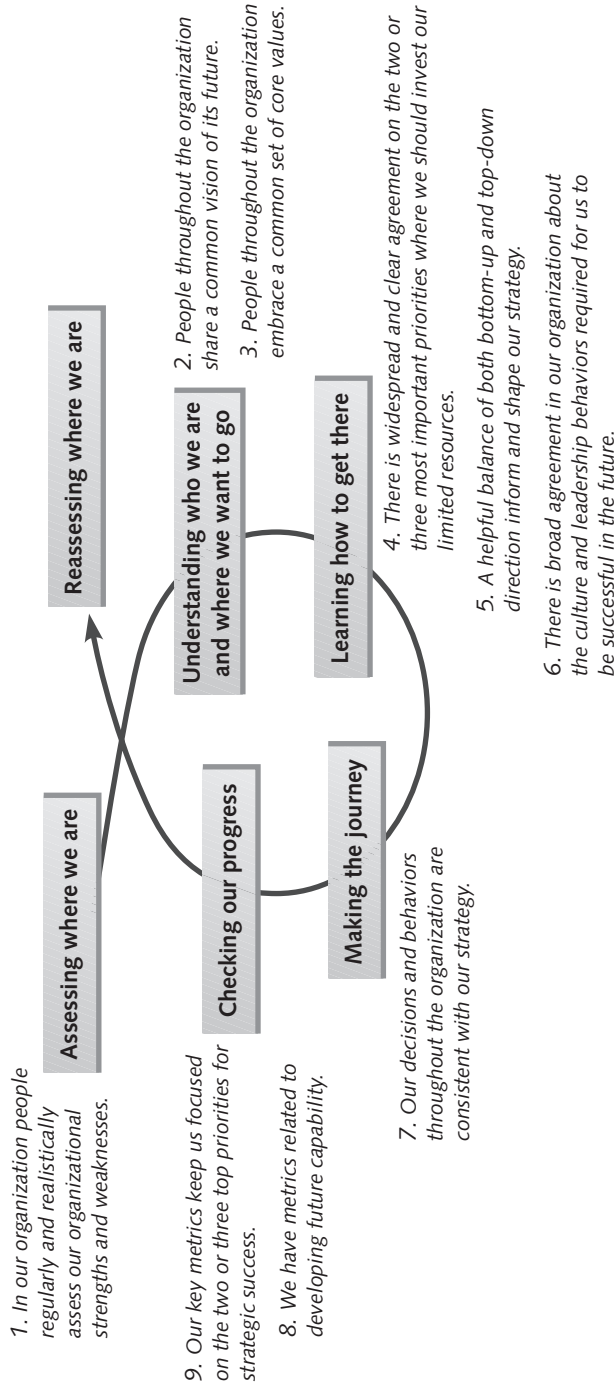 1. In our organization people
regularly and realistically
assess our organizational
strengths and weaknesses.
Assessing where we are
Reassessing where we are
Understanding who we are
and where we want to go
2. People throughout the organization
share a common vision of its future.
3. People throughout the organization
embrace a common set of core values.
Learning how to get there
4. There is widespread and clear agreement on the two or
three most important priorities where we should invest our
limited resources.
5. A helpful balance of both bottom-up and top-down
direction inform and shape our strategy.
6. There is broad agreement in our organization about
the culture and leadership behaviors required for us to
be successful in the future.
Making the journey
7. Our decisions and behaviors
throughout the organization are
consistent with our strategy.
Checking our progress
8. We have metrics related to
developing future capability.
9. Our key metrics keep us focused
on the two or three top priorities for
strategic success.